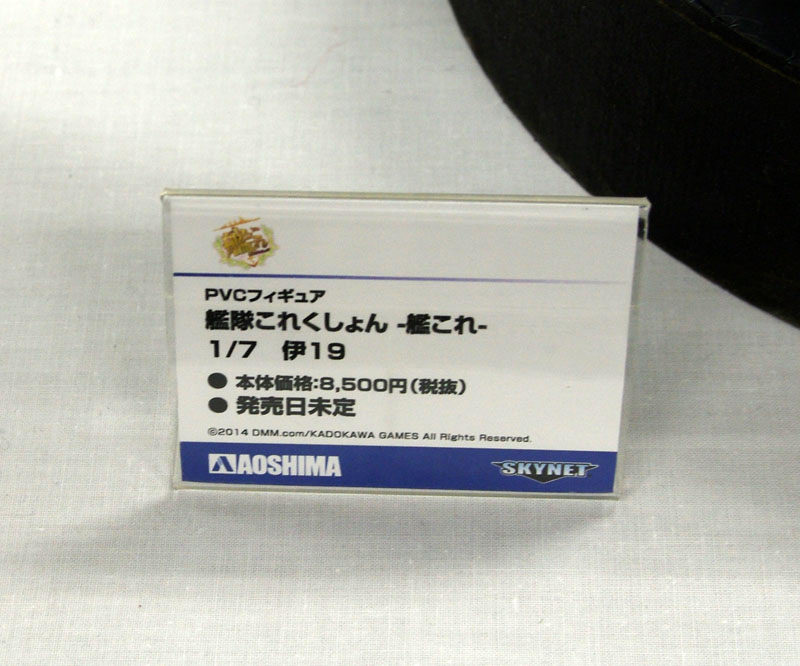 PVCフィギュア
艦隊これくしょん -艦これ-
1/7 伊19
● 本体価格:8,500円(税抜)
● 発売日未定
©2014 DMM.com/KADOKAWA GAMES All Rights Reserved.
AOSHIMA
SKYNET